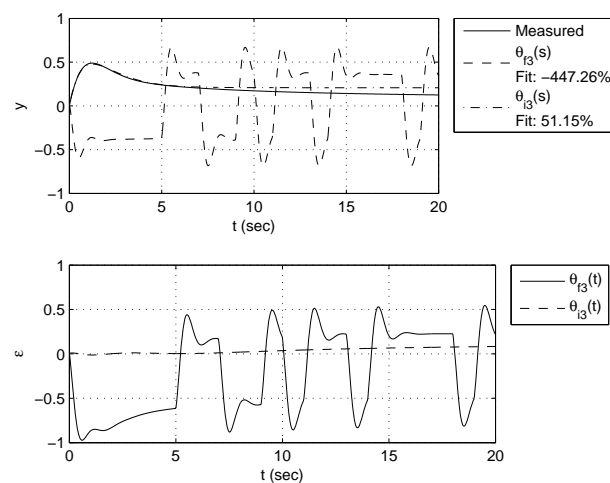 1
0.5
0
−0.5
−1
y
0
5
10
15
20
t (sec)
Measured
θf3(s)
Fit: −447.26%
θi3(s)
Fit: 51.15%
1
0.5
0
−0.5
−1
ε
0
5
10
15
20
t (sec)
θf3(t)
θi3(t)